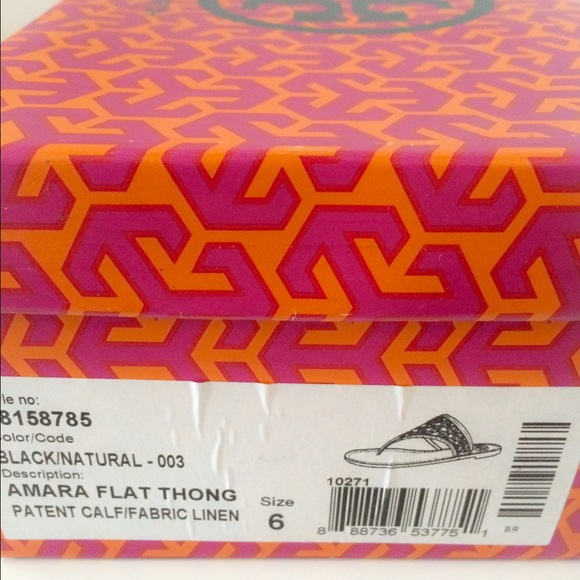 le no:
8158785
olor/Code
BLACK/NATURAL - 003
Description:
AMARA FLAT THONG
PATENT CALF/FABRIC LINEN
Size
6
10271
8 88736 53775 1
BR